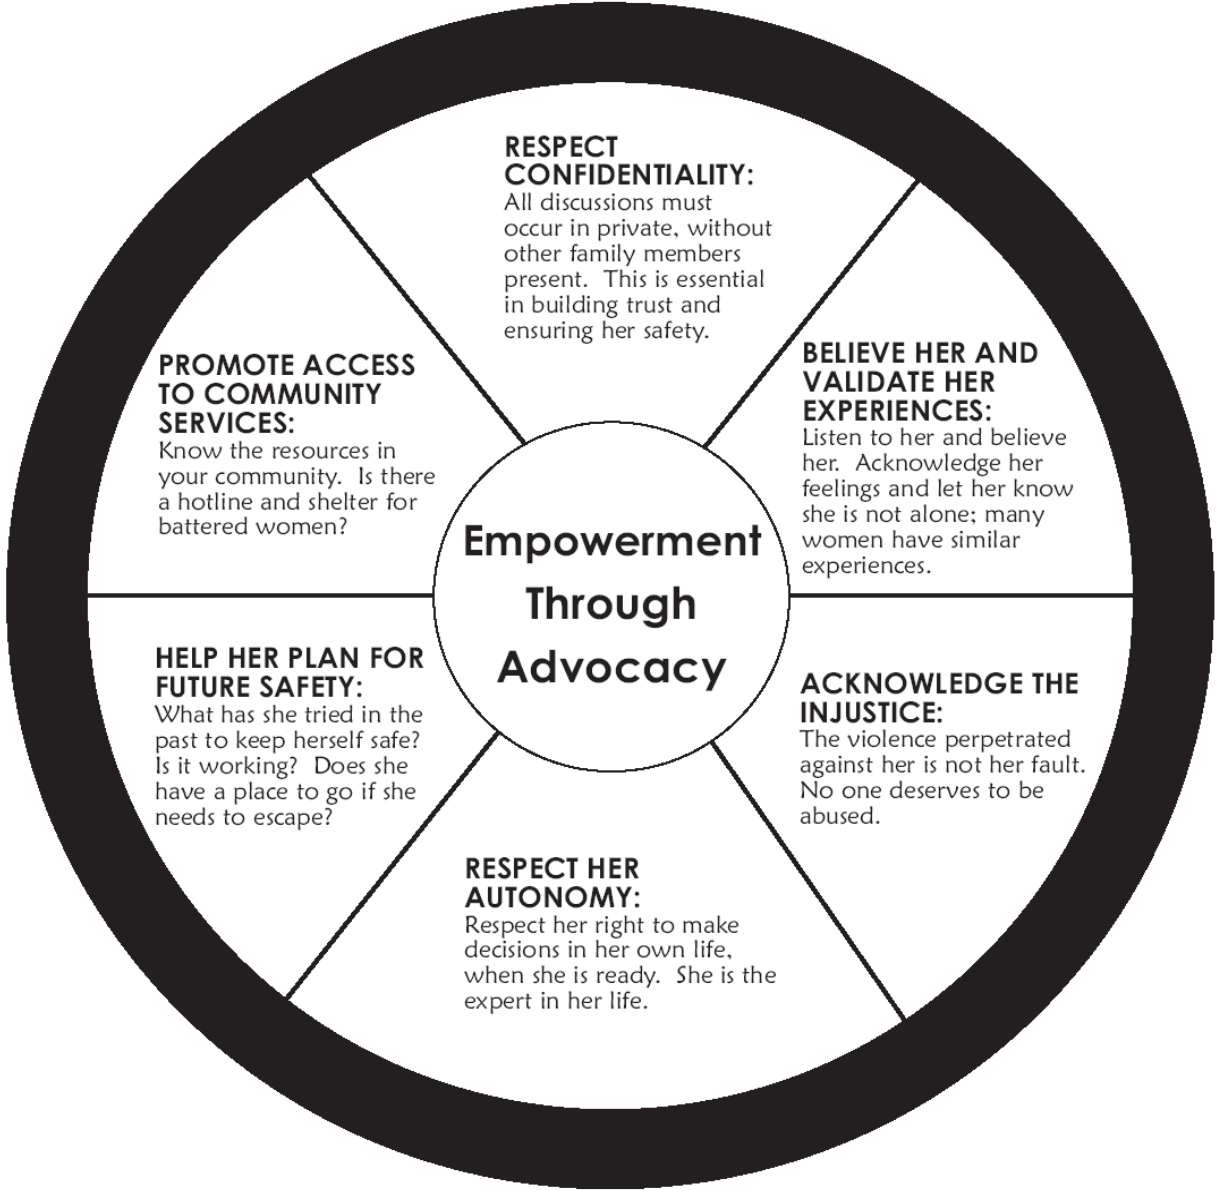 RESPECT
CONFIDENTIALITY:
All discussions must
occur in private, without
other family members
present.  This is essential
in building trust and
ensuring her safety.
BELIEVE HER AND
VALIDATE HER
EXPERIENCES:
Listen to her and believe
her.  Acknowledge her
feelings and let her know
she is not alone; many
women have similar
experiences.
ACKNOWLEDGE THE
INJUSTICE:
The violence perpetrated
against her is not her fault.
No one deserves to be
abused.
RESPECT HER
AUTONOMY:
Respect her right to make
decisions in her own life,
when she is ready.  She is the
expert in her life.
HELP HER PLAN FOR
FUTURE SAFETY:
What has she tried in the
past to keep herself safe?
Is it working?  Does she
have a place to go if she
needs to escape?
PROMOTE ACCESS
TO COMMUNITY
SERVICES:
Know the resources in
your community.  Is there
a hotline and shelter for
battered women?
Empowerment
Through
Advocacy